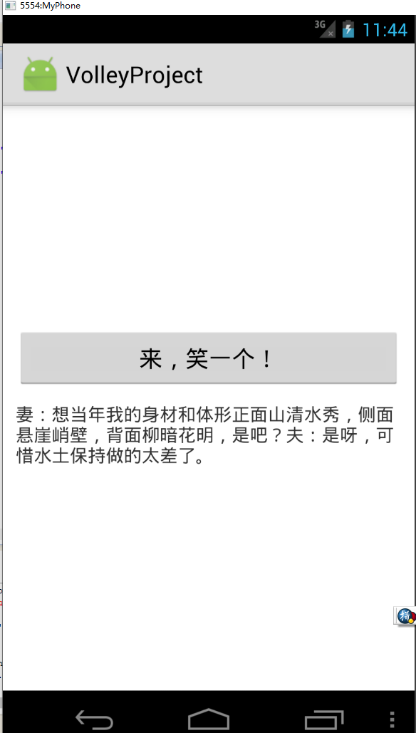 5554:MyPhone
3G
11:44
VolleyProject
来，笑一个！
妻：想当年我的身材和体形正面山清水秀，侧面
悬崖峭壁，背面柳暗花明，是吧？夫：是呀，可
惜水土保持做的太差了。